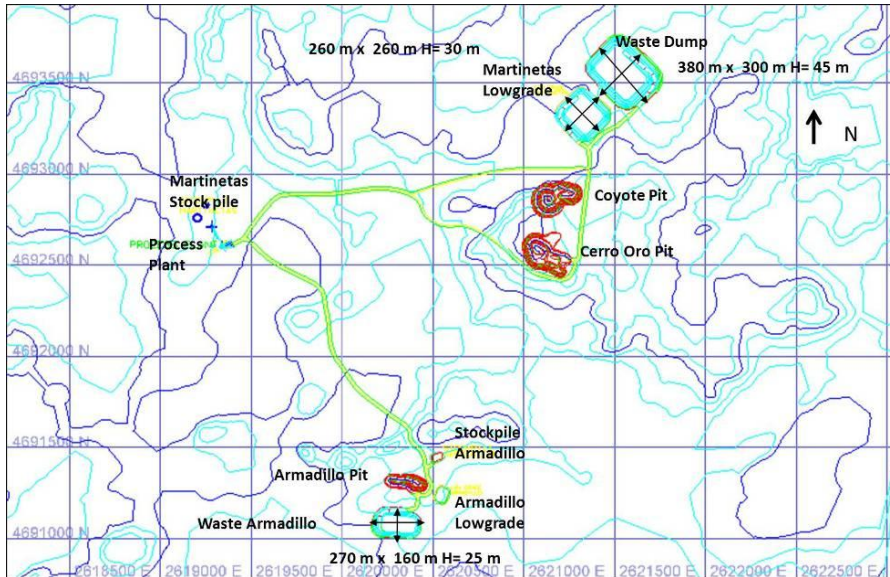 260 m x 260 m H= 30 m
Waste Dump
4693500 N
Martinetas
Lowgrade
380 m x 300 m H= 45 m
N
4693000 N
Martinetas
Stockpile
Coyote Pit
4692500 N
Process
Plant
Cerro Oro Pit
4692000 N
4691500 N
Stockpile
Armadillo
Armadillo Pit
Armadillo
Lowgrade
Waste Armadillo
4691000 N
270 m x 160 m H= 25 m
2618500 E
2619000 E
2619500 E
2620000 E
2620500 E
2621000 E
2621500 E
2622000 E
2622500 E